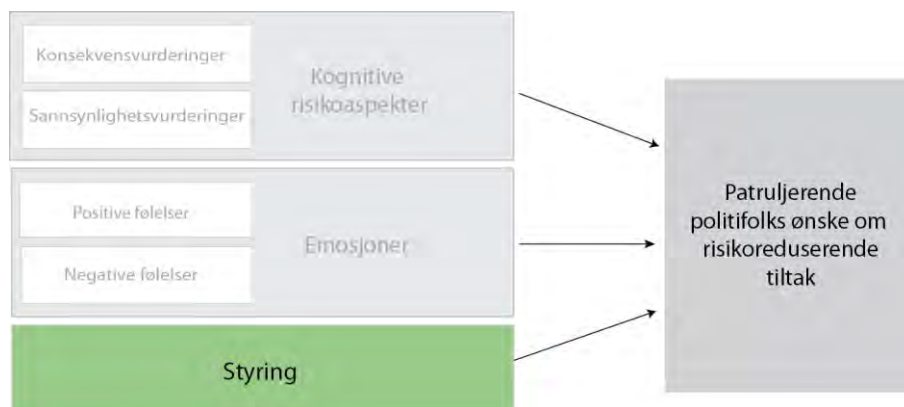 Konsekvensvurderinger
Sannsynlighetsvurderinger
Kognitive
risikoaspekter
Positive følelser
Negative følelser
Emosjoner
Styring
Patruljerende
politifolks ønske om
risikoreduserende
tiltak